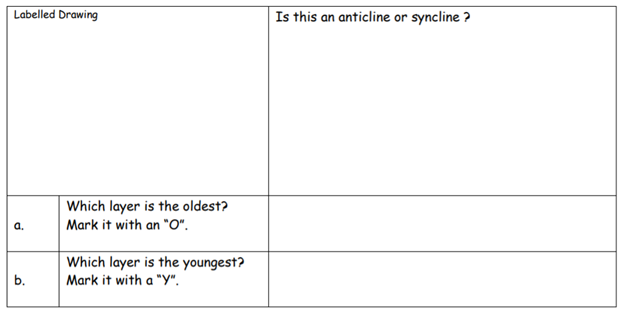 Labelled Drawing
Is this an anticline or syncline ?
a.
Which layer is the oldest?
Mark it with an "O".
b.
Which layer is the youngest?
Mark it with a "Y".